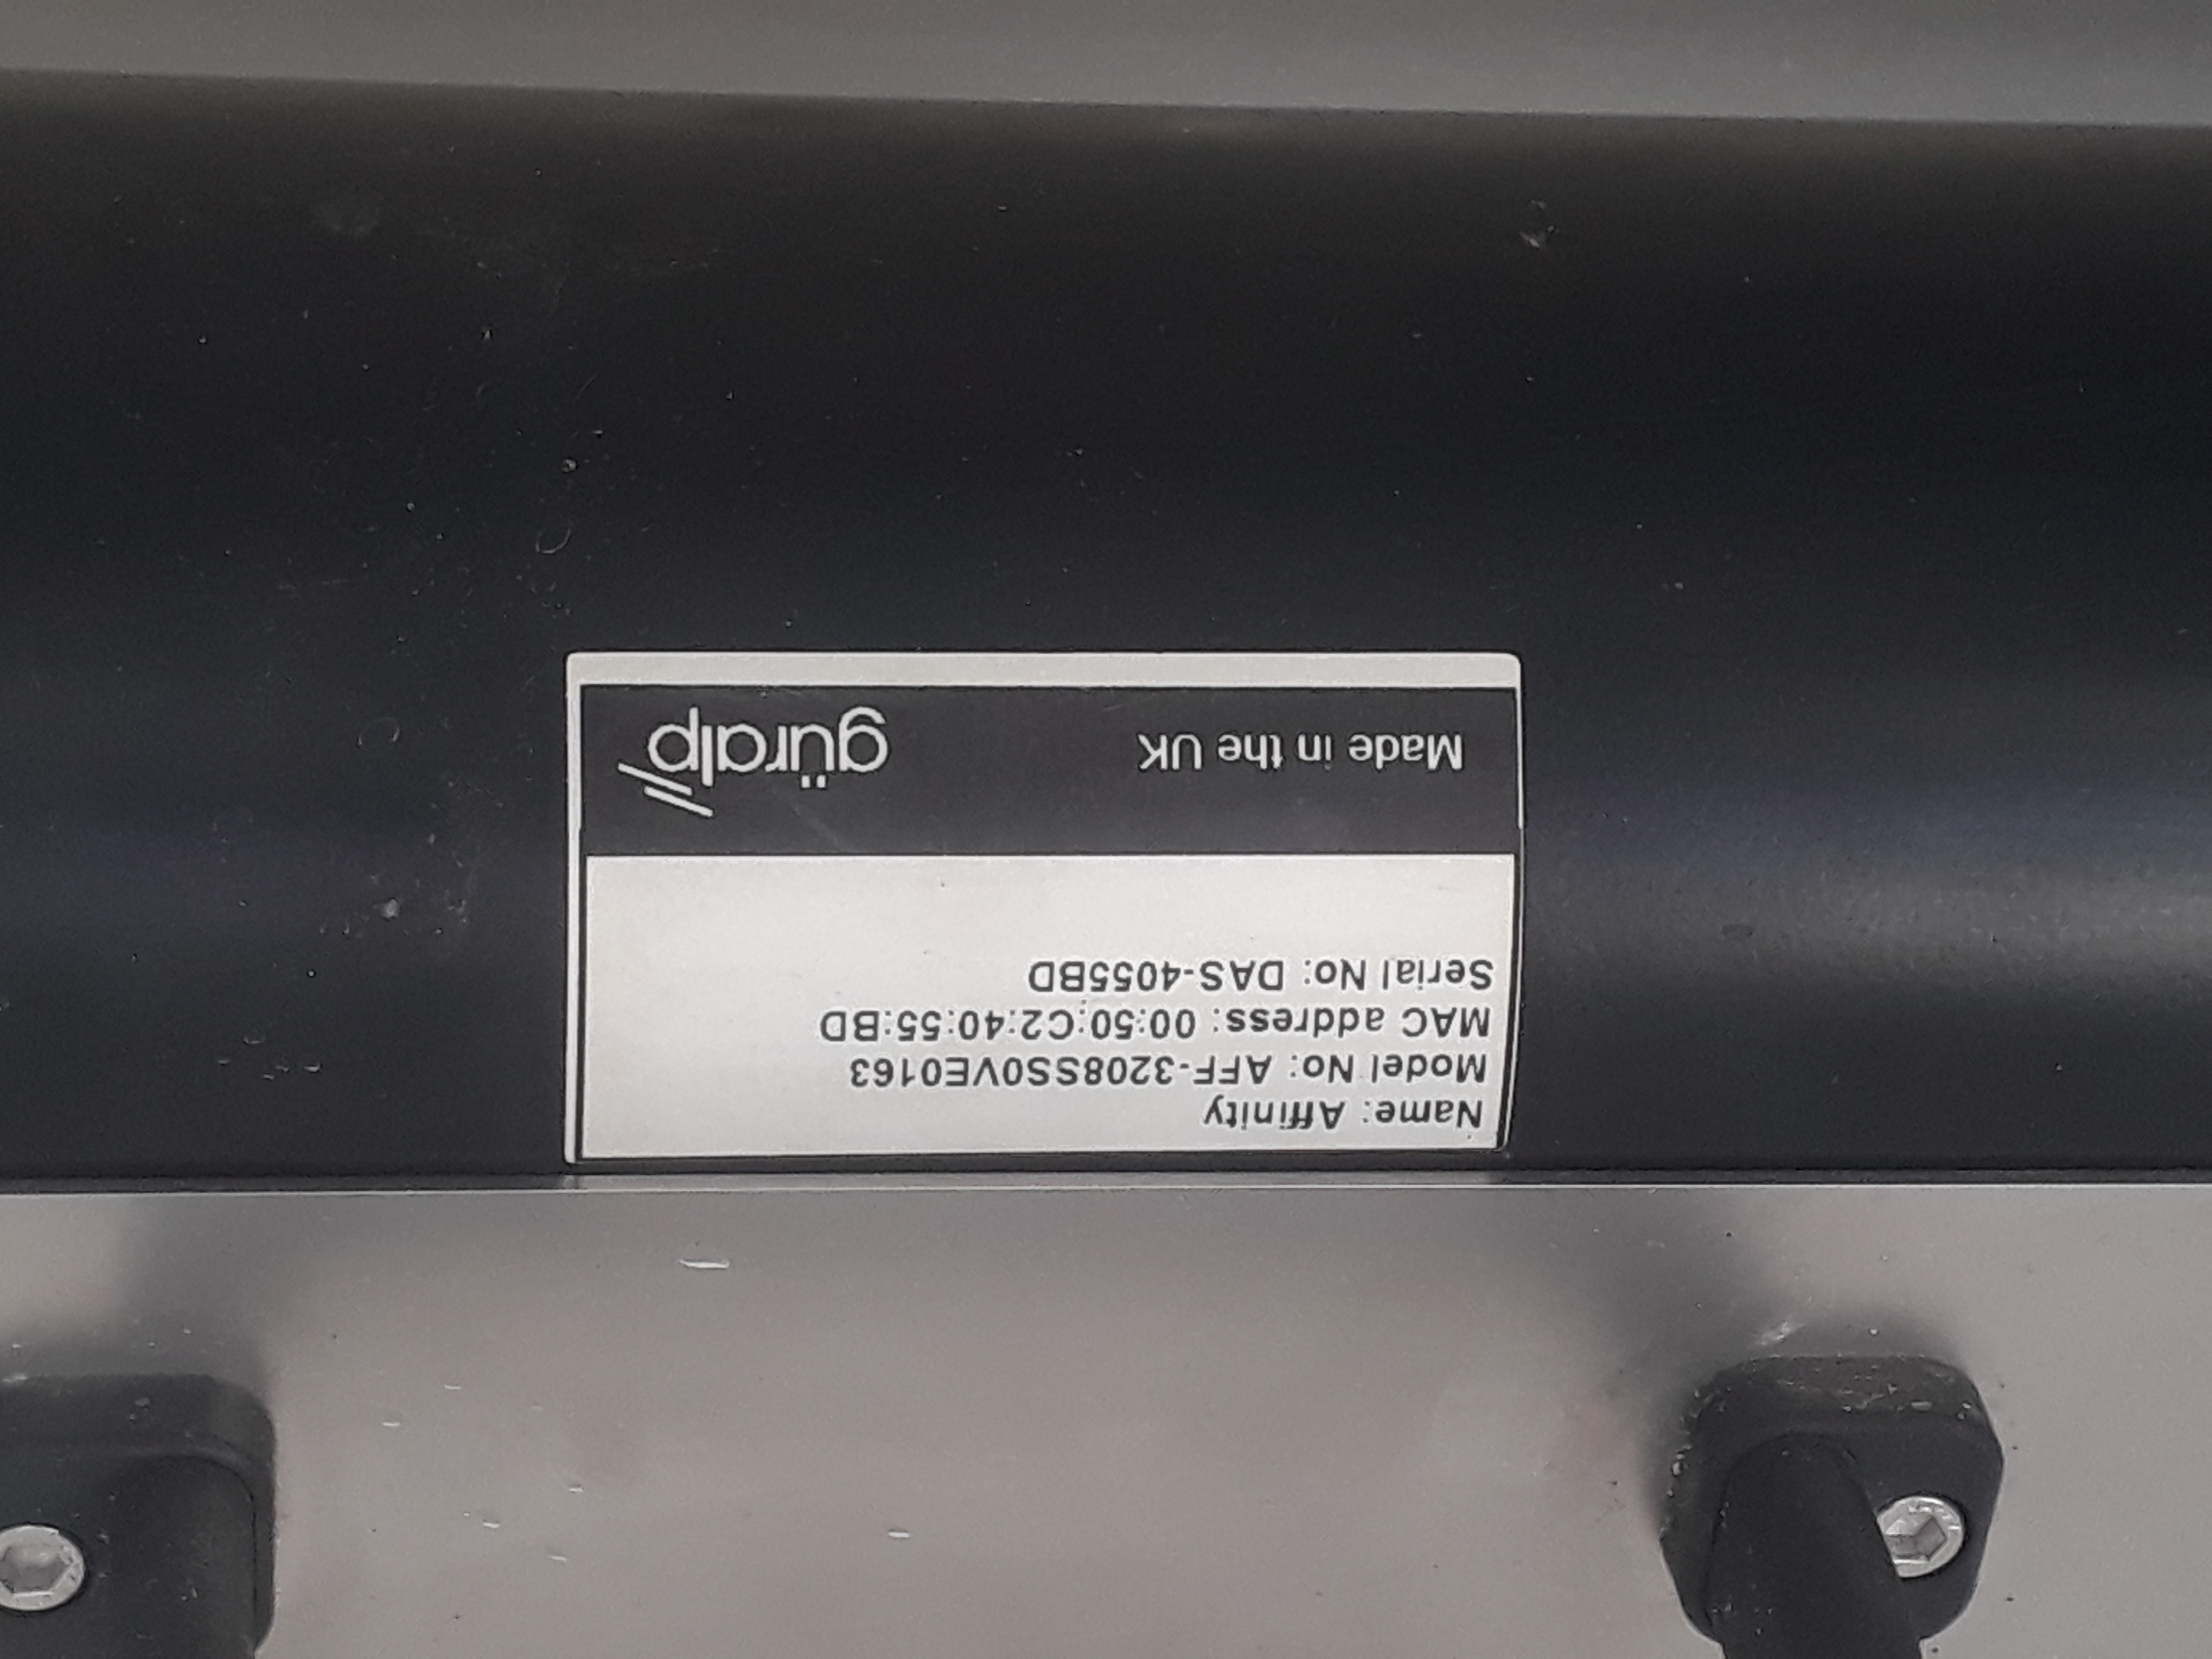 Name: Affinity
Model No: AFF-3208SS0VE0163
MAC address: 00:50:C2:40:55:BD
Serial No: DAS-4055BD
Made in the UK
güralp